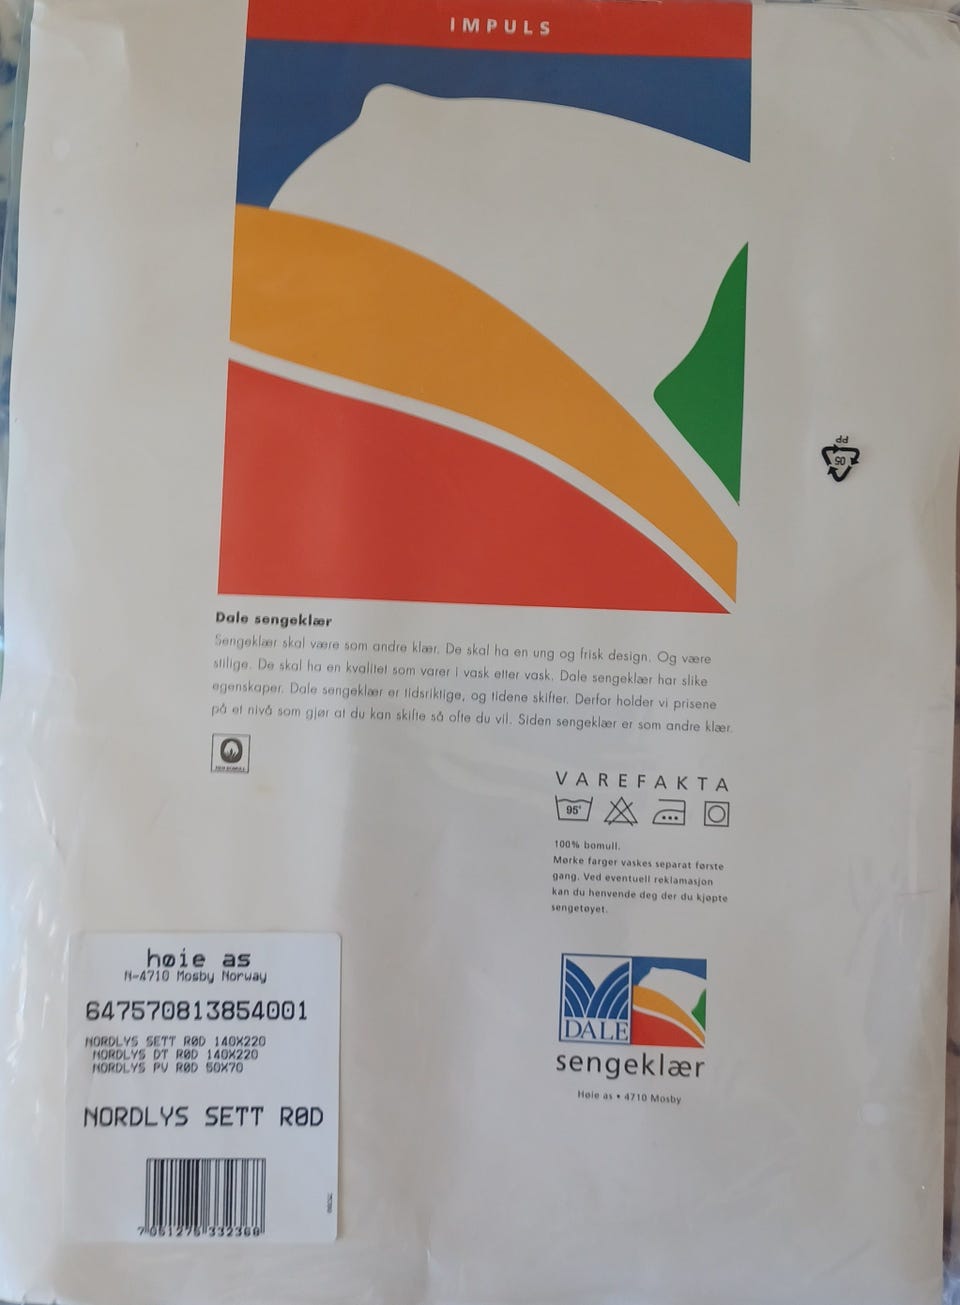 IMPULS
PP
05
Dale sengeklær
Sengeklær skal være som andre klær. De skal ha en ung og frisk design. Og være
stilige. De skal ha en kvalitet som varer i vask etter vask. Dale sengeklær har slike
egenskaper. Dale sengeklær er tidsriktige, og tidene skifter. Derfor holder vi prisene
på et nivå som gjør at du kan skifte så ofte du vil. Siden sengeklær er som andre klær.
VAREFAKTA
95°
100% bomull.
Mørke farger vaskes separat første
gang. Ved eventuell reklamasjon
kan du henvende deg der du kjøpte
sengetøyet.
høie as
N-4710 Mosby Norway
647570813854001
NORDLYS SETT RØD 140X220
NORDLYS DT RØD 140X220
NORDLYS PV RØD 50X70
NORDLYS SETT RØD
DALE
sengeklær
Høie as • 4710 Mosby